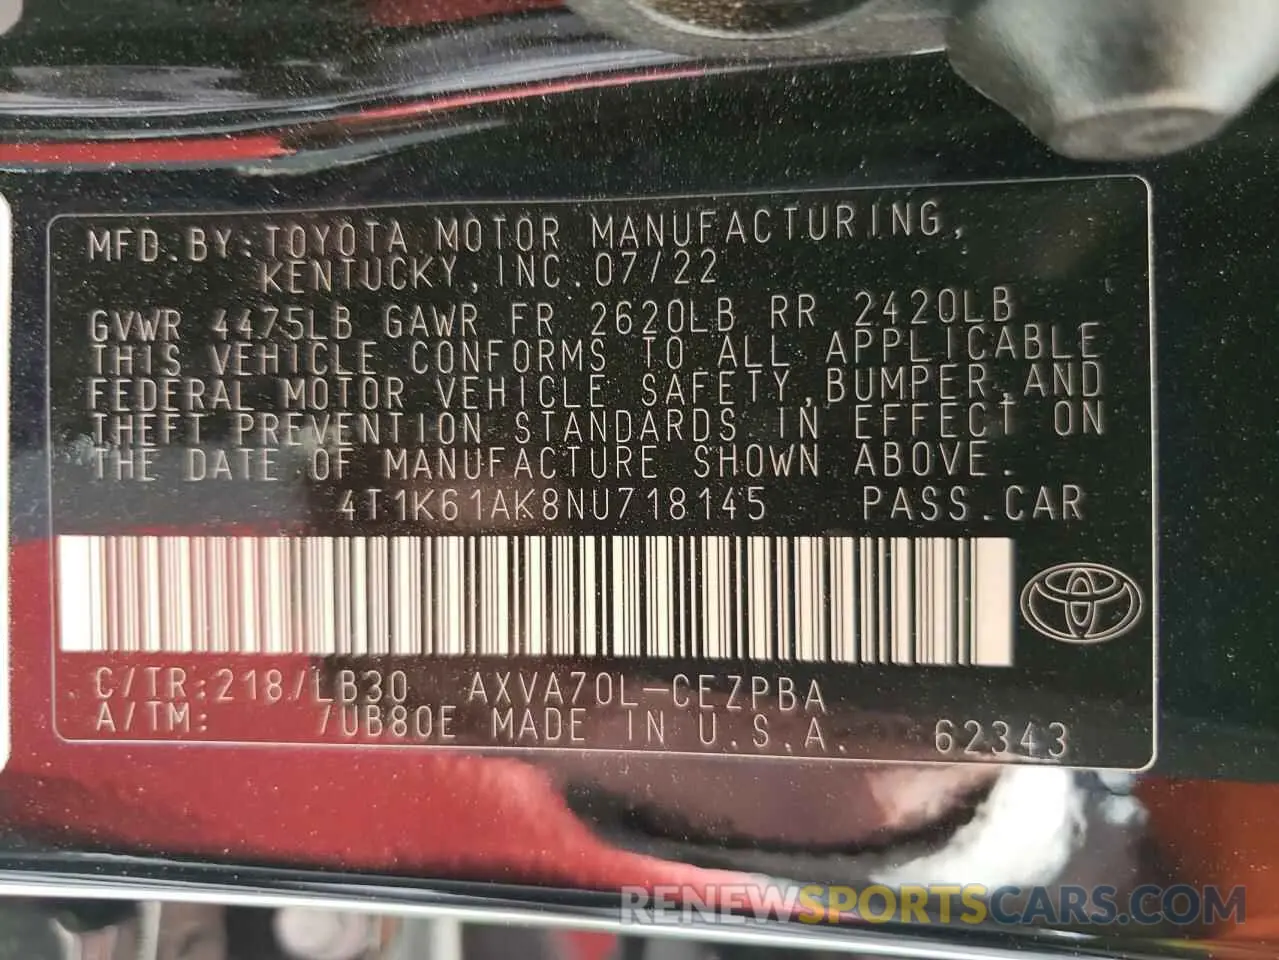 MFD.BY:TOYOTA MOTOR MANUFACTURING,
KENTUCKY,INC.07/22
GVWR 4475LB GAWR FR 2620LB RR 2420LB
THIS VEHICLE CONFORMS TO ALL APPLICABLE
FEDERAL MOTOR VEHICLE SAFETY,BUMPER,AND
THEFT PREVENTION STANDARDS IN EFFECT ON
THE DATE OF MANUFACTURE SHOWN ABOVE.
4T1K61AK8NU718145 PASS.CAR
C/TR:218/LB30 AXVA70L-CEZPBA
A/TM: /UB80E MADE IN U.S.A. 62343
RENEWSPORTSCARS.COM